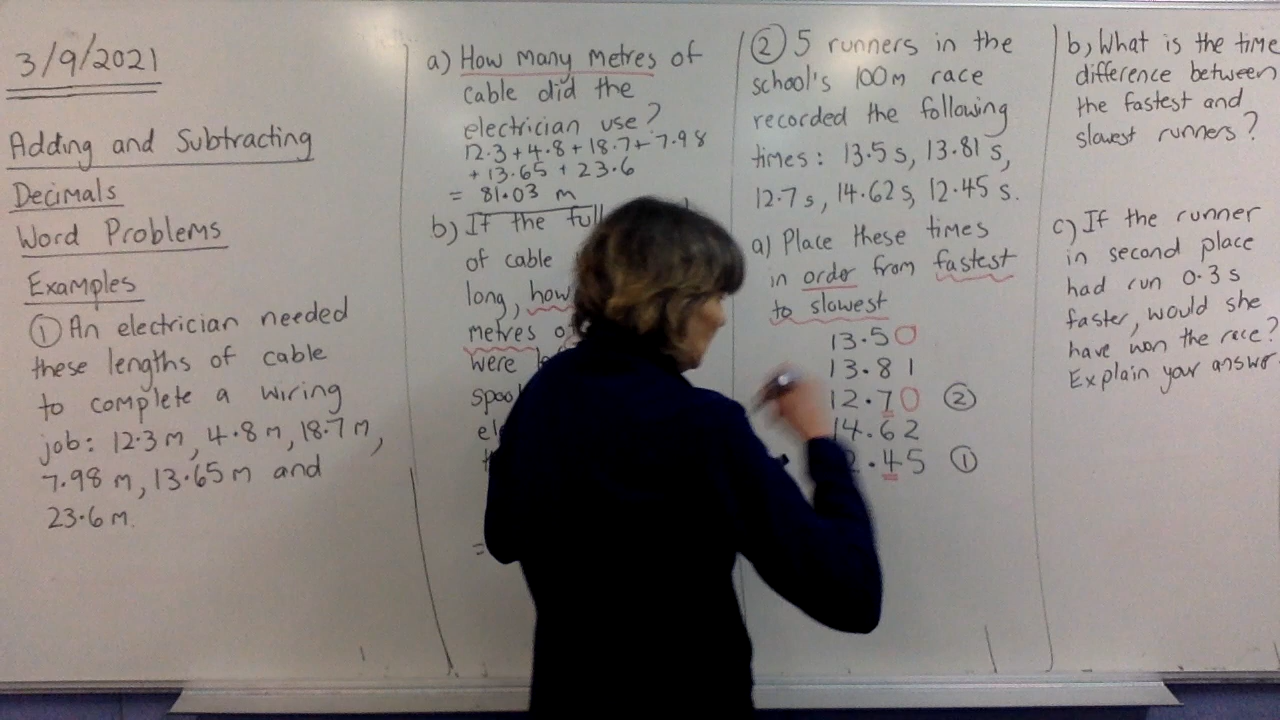 3/9/2021
Adding and Subtracting
Decimals
Word Problems
Examples
① An electrician needed
these lengths of cable
to complete a wiring
job: 12.3 m, 4.8 m, 18.7 m,
7.98 m, 13.65 m and
23.6 m.
a) How many metres of
cable did the
electrician use?
12.3 + 4.8 + 18.7 + 7.98
+ 13.65 + 23.6
= 81.03 m
b) If the full
of cable
long, how
metres
were
=
② 5 runners in the
school's 100m race
recorded the following
times: 13.5 s, 13.81 s,
12.7 s, 14.62 s, 12.45 s.
a) Place these times
in order from fastest
to slowest
13.50
13.81
12.70 ②
14.62
2.45 ①
b, What is the time
difference between
the fastest and
slowest runners?
c) If the runner
in second place
had run 0.3 s
faster, would she
have won the race?
Explain your answer